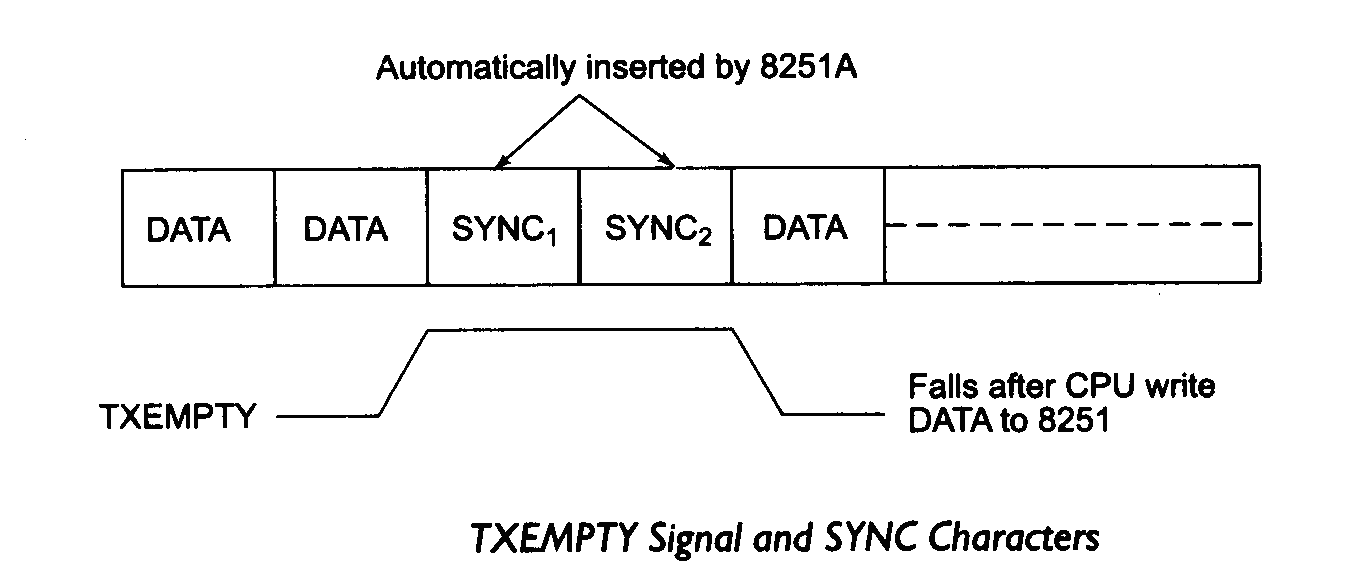 Automatically inserted by 8251A
DATA DATA SYNC₁ SYNC₂ DATA
TXEMPTY
Falls after CPU write
DATA to 8251
TXEMPTY Signal and SYNC Characters